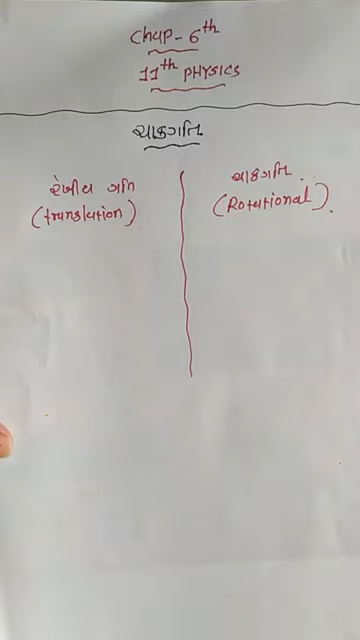 Chap - 6th
11th PHYSICS
ચાકગતિ
રેખીય ગતિ
(translation)
ચાકગતિ.
(Rotational).